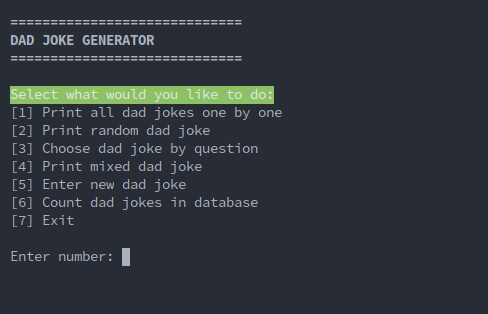 =============================
DAD JOKE GENERATOR
=============================
Select what would you like to do:
[1] Print all dad jokes one by one
[2] Print random dad joke
[3] Choose dad joke by question
[4] Print mixed dad joke
[5] Enter new dad joke
[6] Count dad jokes in database
[7] Exit
Enter number: